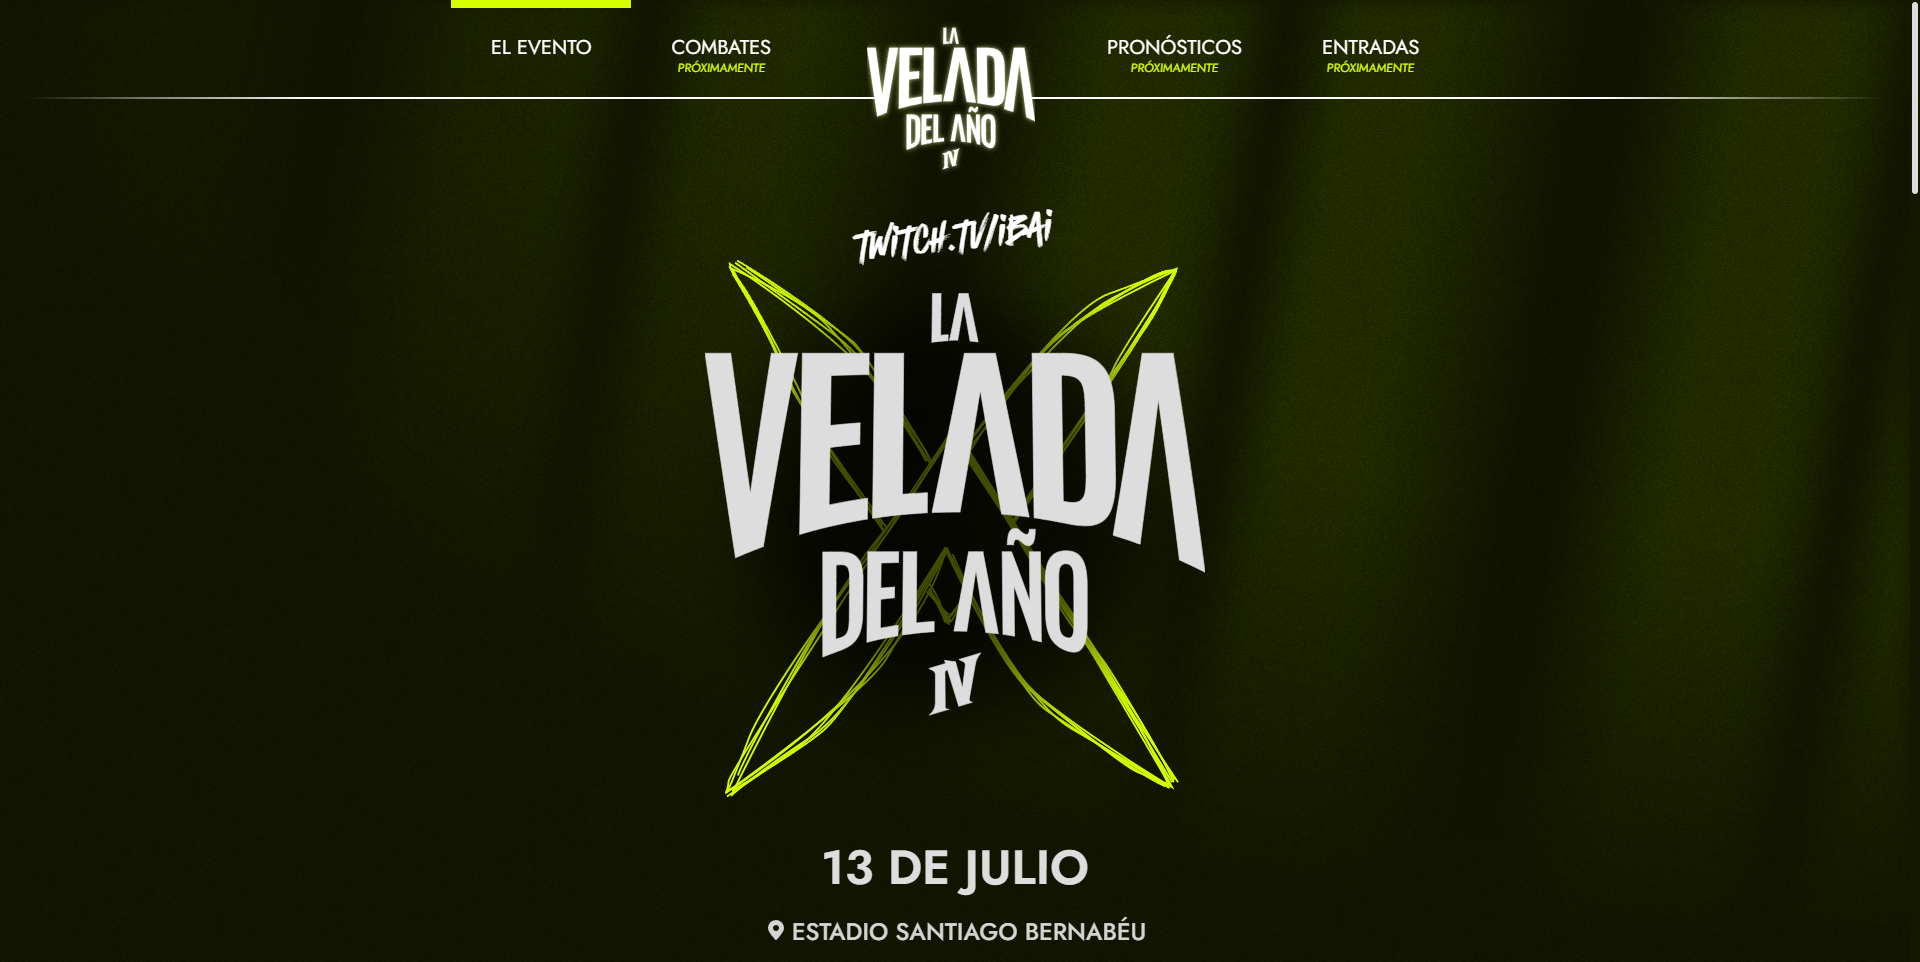 EL EVENTO
COMBATES
PRÓXIMAMENTE
LA
VELADA
DEL AÑO
IV
PRONÓSTICOS
PRÓXIMAMENTE
ENTRADAS
PRÓXIMAMENTE
TWITCH.TV/iBAi
LA
VELADA
DEL AÑO
IV
13 DE JULIO
ESTADIO SANTIAGO BERNABÉU